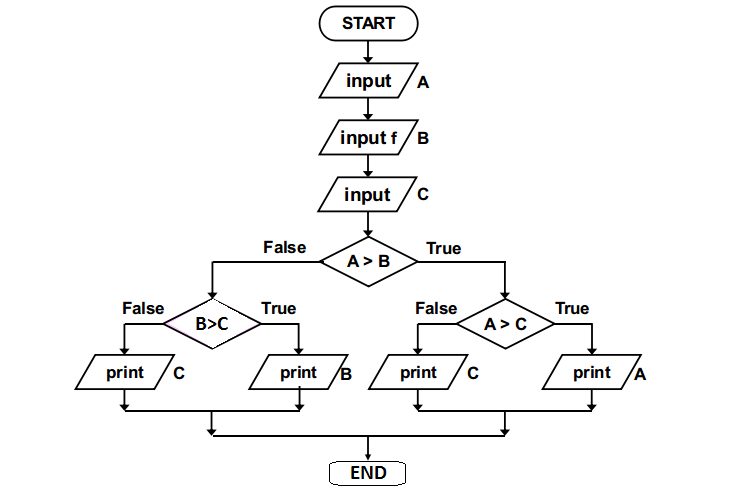 START
input A
input f B
input C
False True
A > B
False True False True
B>C A > C
print C print B print C print A
END